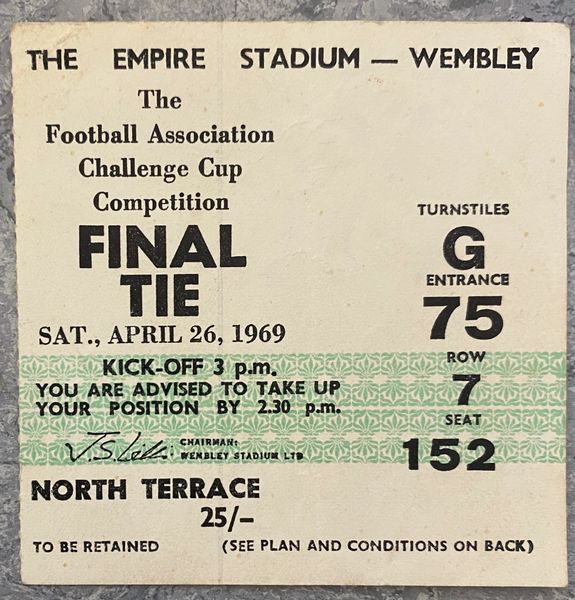 THE EMPIRE STADIUM — WEMBLEY
The
Football Association
Challenge Cup
Competition
FINAL
TIE
SAT., APRIL 26, 1969
KICK-OFF 3 p.m.
YOU ARE ADVISED TO TAKE UP
YOUR POSITION BY 2.30 p.m.
CHAIRMAN:
WEMBLEY STADIUM LTD
NORTH TERRACE
25/–
TURNSTILES
G
ENTRANCE
75
ROW
7
SEAT
152
TO BE RETAINED (SEE PLAN AND CONDITIONS ON BACK)